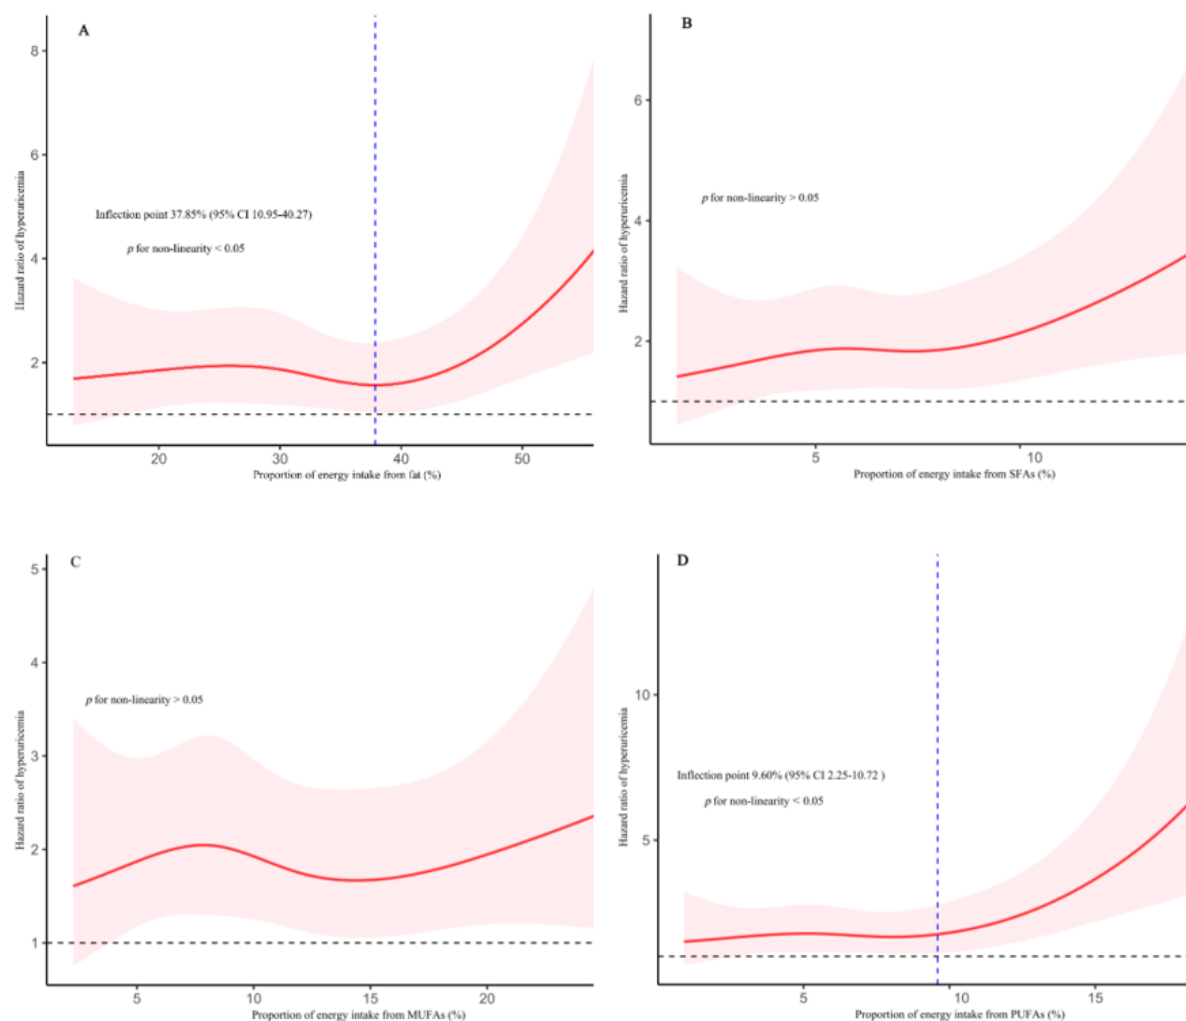 A
8
6
4
2
Hazard ratio of hyperuricemia
Inflection point 37.85% (95% CI 10.95-40.27)
p for non-linearity < 0.05
20 30 40 50
Proportion of energy intake from fat (%)
B
6
4
2
Hazard ratio of hyperuricemia
p for non-linearity > 0.05
5 10
Proportion of energy intake from SFAs (%)
C
5
4
3
2
1
Hazard ratio of hyperuricemia
p for non-linearity > 0.05
5 10 15 20
Proportion of energy intake from MUFAs (%)
D
10
5
Hazard ratio of hyperuricemia
Inflection point 9.60% (95% CI 2.25-10.72 )
p for non-linearity < 0.05
5 10 15
Proportion of energy intake from PUFAs (%)